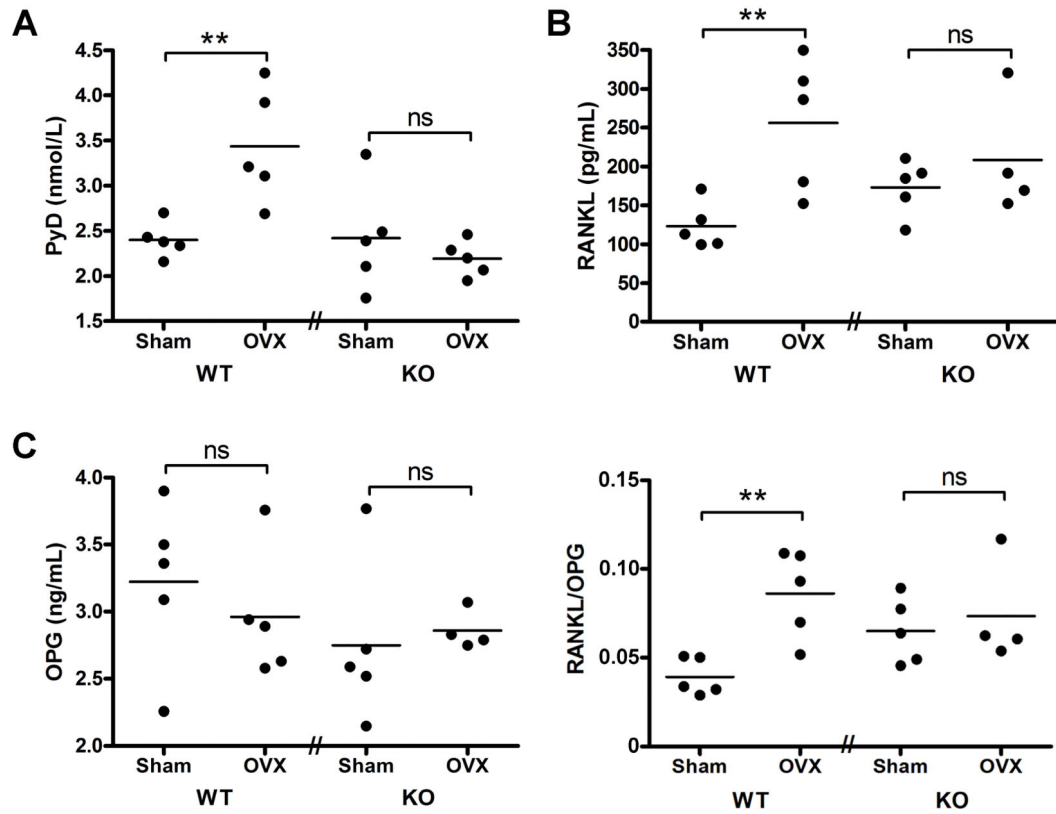 A
PyD (nmol/L)
4.5
4.0
3.5
3.0
2.5
2.0
1.5
**
ns
Sham OVX // Sham OVX
WT KO
B
RANKL (pg/mL)
350
300
250
200
150
100
50
0
**
ns
Sham OVX // Sham OVX
WT KO
C
OPG (ng/mL)
4.0
3.5
3.0
2.5
2.0
ns
ns
Sham OVX // Sham OVX
WT KO
RANKL/OPG
0.15
0.10
0.05
0
**
ns
Sham OVX // Sham OVX
WT KO